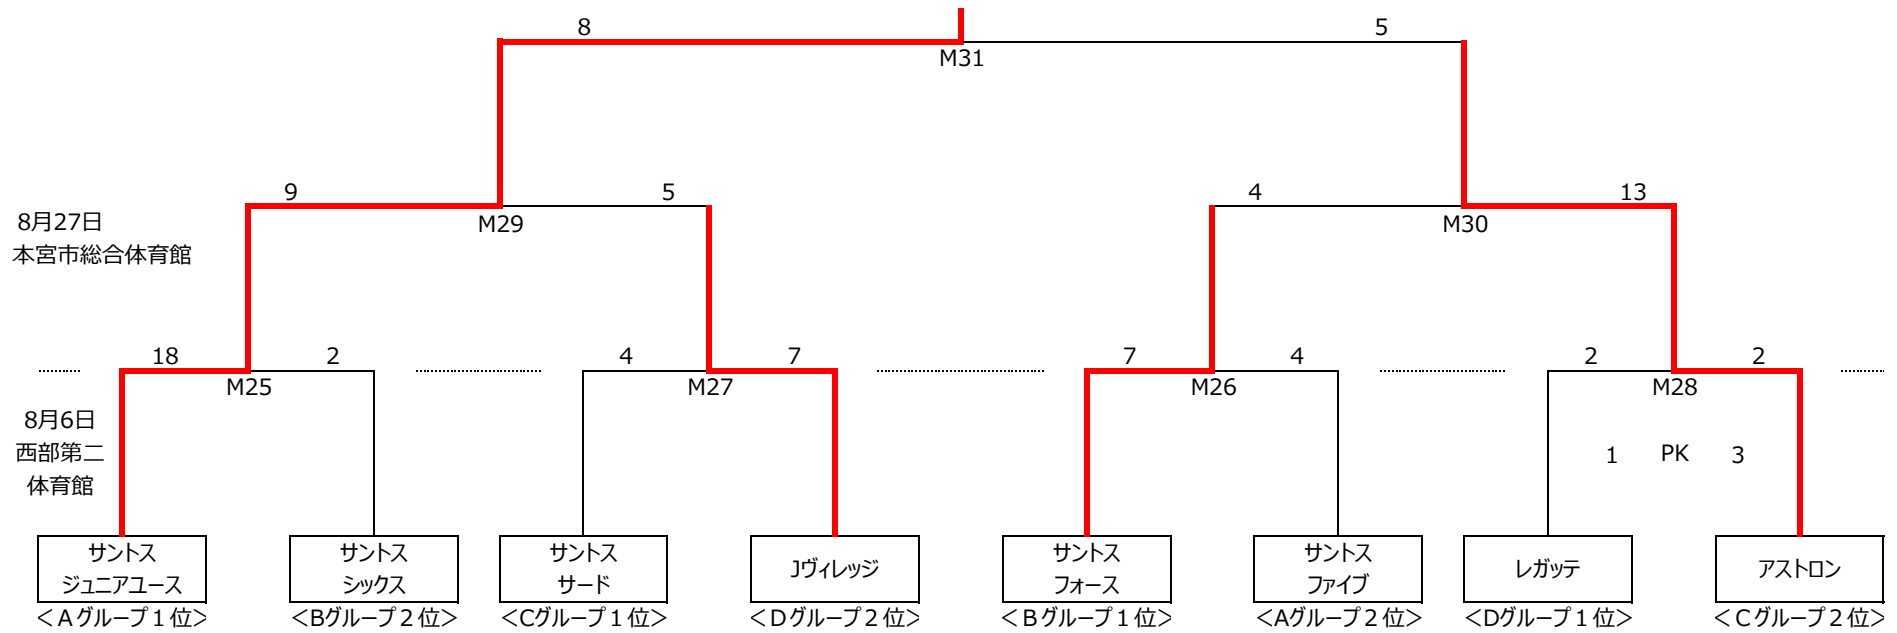 8 5
M31
9 5 4 13
M29 M30
8月27日
本宮市総合体育館
18 2 4 7 7 4 2 2
M25 M27 M26 M28
8月6日
西部第二
体育館
1 PK 3
サントス
ジュニアユース
サントス
シックス
サントス
サード
Jヴィレッジ
サントス
フォース
サントス
ファイブ
レガッテ
アストロン
＜Aグループ１位＞ ＜Bグループ２位＞ ＜Cグループ１位＞ ＜Dグループ２位＞ ＜Bグループ１位＞ ＜Aグループ２位＞ ＜Dグループ１位＞ ＜Cグループ２位＞